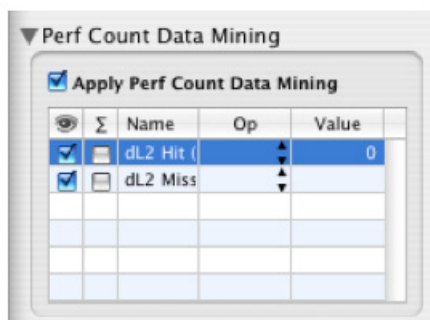 Perf Count Data Mining
Apply Perf Count Data Mining
Σ Name Op Value
dL2 Hit ( 0
dL2 Miss